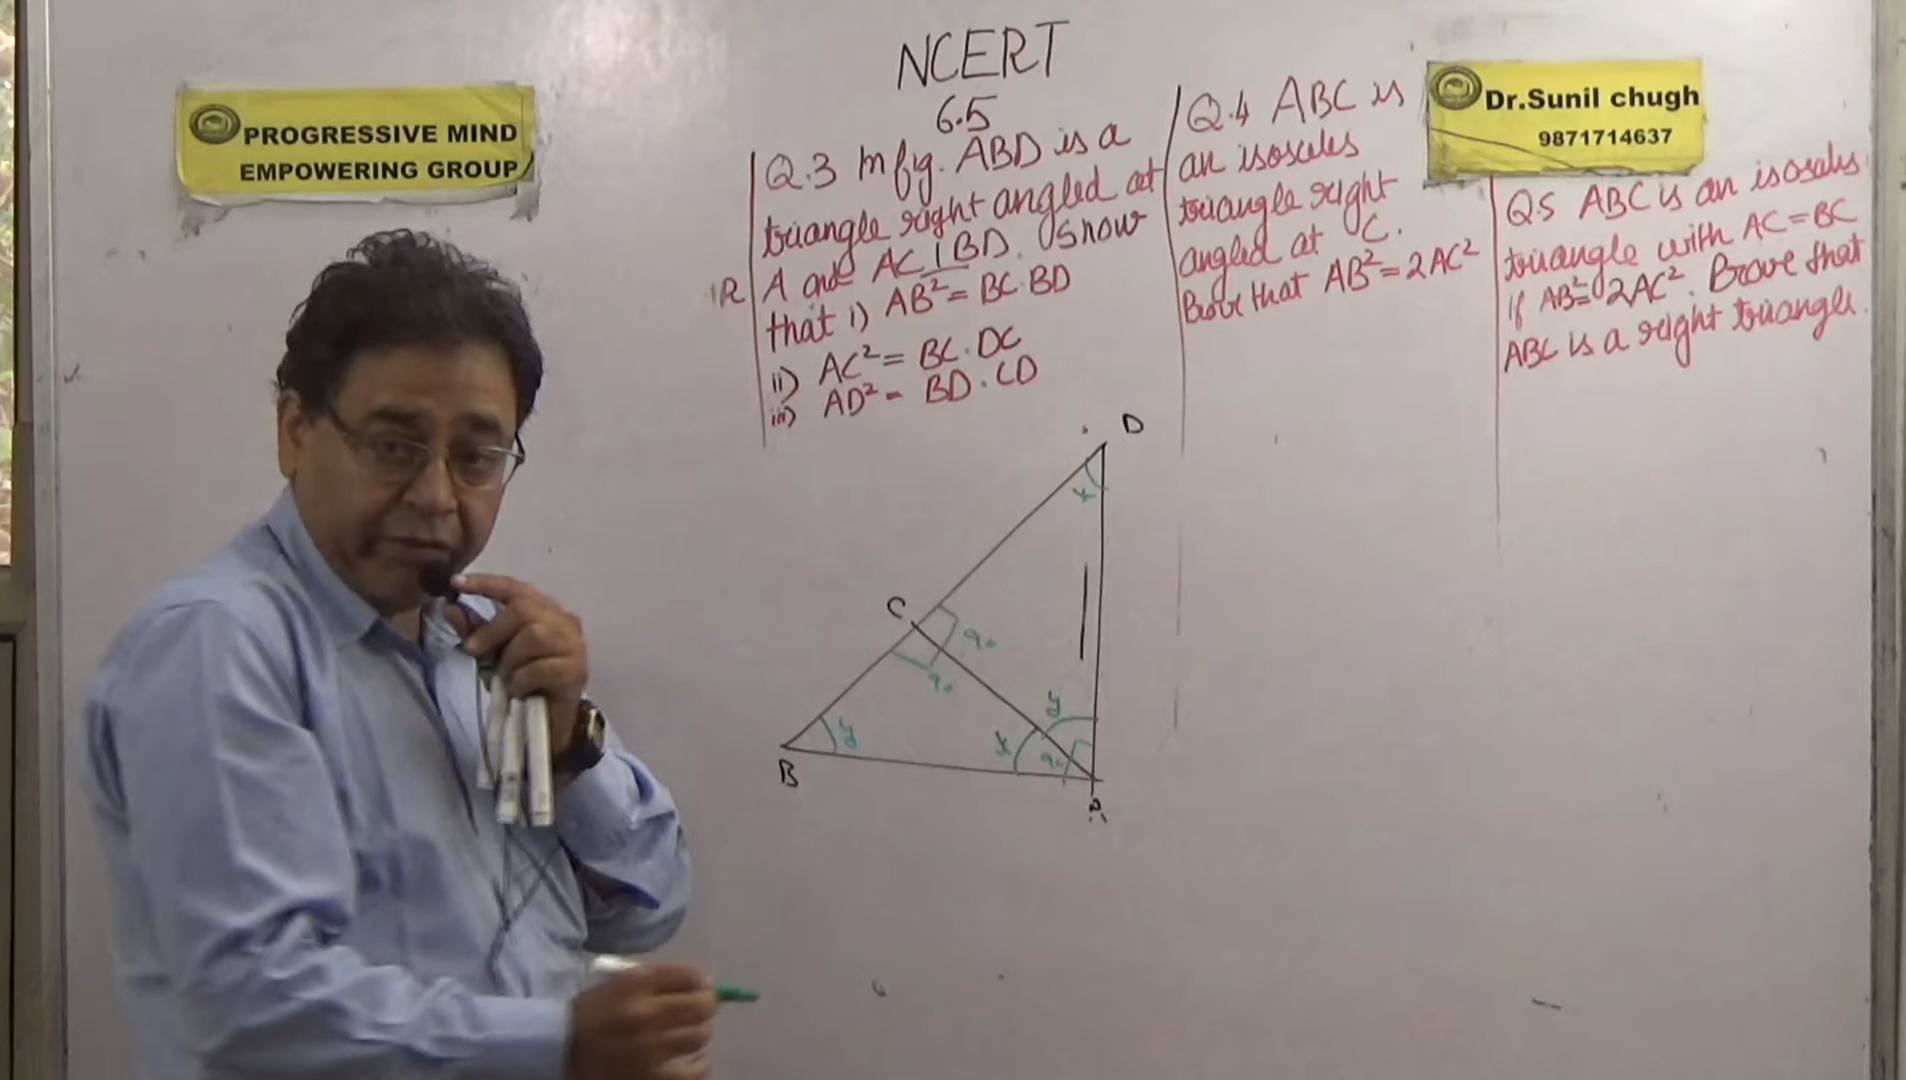 NCERT
6.5
PROGRESSIVE MIND
EMPOWERING GROUP
Dr.Sunil chugh
9871714637
Q.3 In fig. ABD is a
triangle right angled at
A and AC ⊥ BD. Show
that i) AB² = BC·BD
ii) AC² = BC·DC
iii) AD² = BD·CD
Q.4 ABC is
an isosceles
triangle right
angled at C.
Prove that AB² = 2AC²
Q.5 ABC is an isosceles
triangle with AC = BC
if AB² = 2AC². Prove that
ABC is a right triangle.
D
x
C
90
90
y
y
x
90
B
A